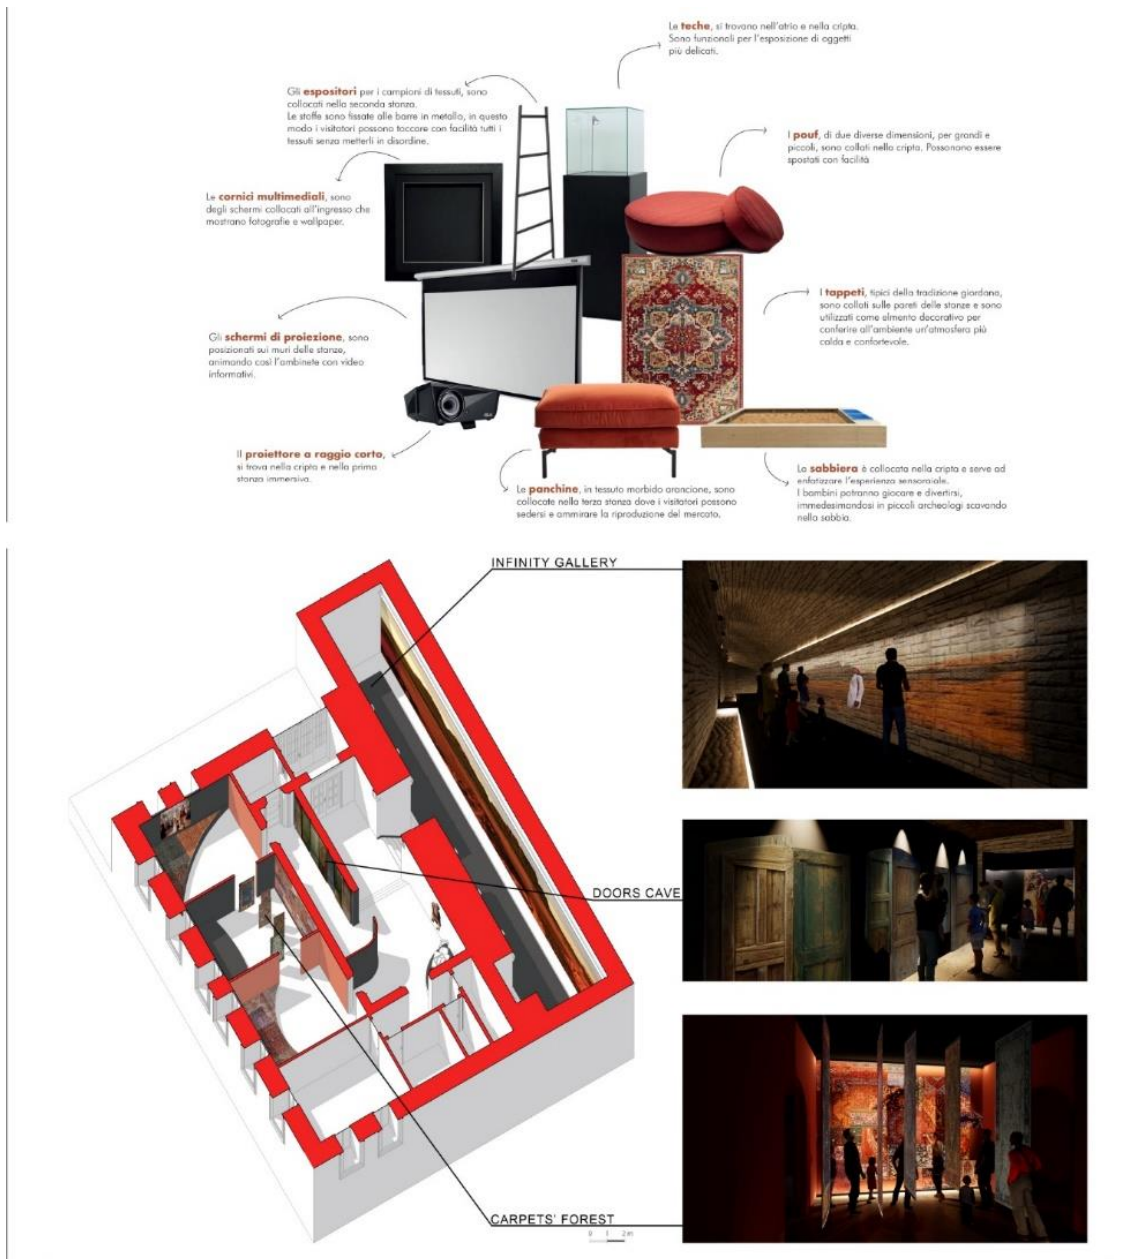 Le teche, si trovano nell'atrio e nella cripta.
Sono funzionali per l'esposizione di oggetti
più delicati.
Gli espositori per i campioni di tessuti, sono
collocati nella seconda stanza.
Le stoffe sono fissate alle barre in metallo, in questo
modo i visitatori possono toccare con facilità tutti i
tessuti senza metterli in disordine.
I pouf, di due diverse dimensioni, per grandi e
piccoli, sono collati nella cripta. Possonono essere
spostati con facilità
Le cornici multimediali, sono
degli schermi collocati all'ingresso che
mostrano fotografie e wallpaper.
I tappeti, tipici della tradizione giordana,
sono collati sulle pareti delle stanze e sono
utilizzati come elmento decorativo per
conferire all'ambiente un'atmosfera più
calda e confortevole.
Gli schermi di proiezione, sono
posizionati sui muri delle stanze,
animando così l'ambinete con video
informativi.
Il proiettore a raggio corto,
si trova nella cripta e nella prima
stanza immersiva.
Le panchine, in tessuto morbido arancione, sono
collocate nella terza stanza dove i visitatori possono
sedersi e ammirare la riproduzione del mercato.
La sabbiera è collocata nella cripta e serve ad
enfatizzare l'esperienza sensoraiale.
I bambini potranno giocare e divertirsi,
immedesimandosi in piccoli archeologi scavando
nella sabbia.
INFINITY GALLERY
DOORS CAVE
CARPETS' FOREST
0 1 2m